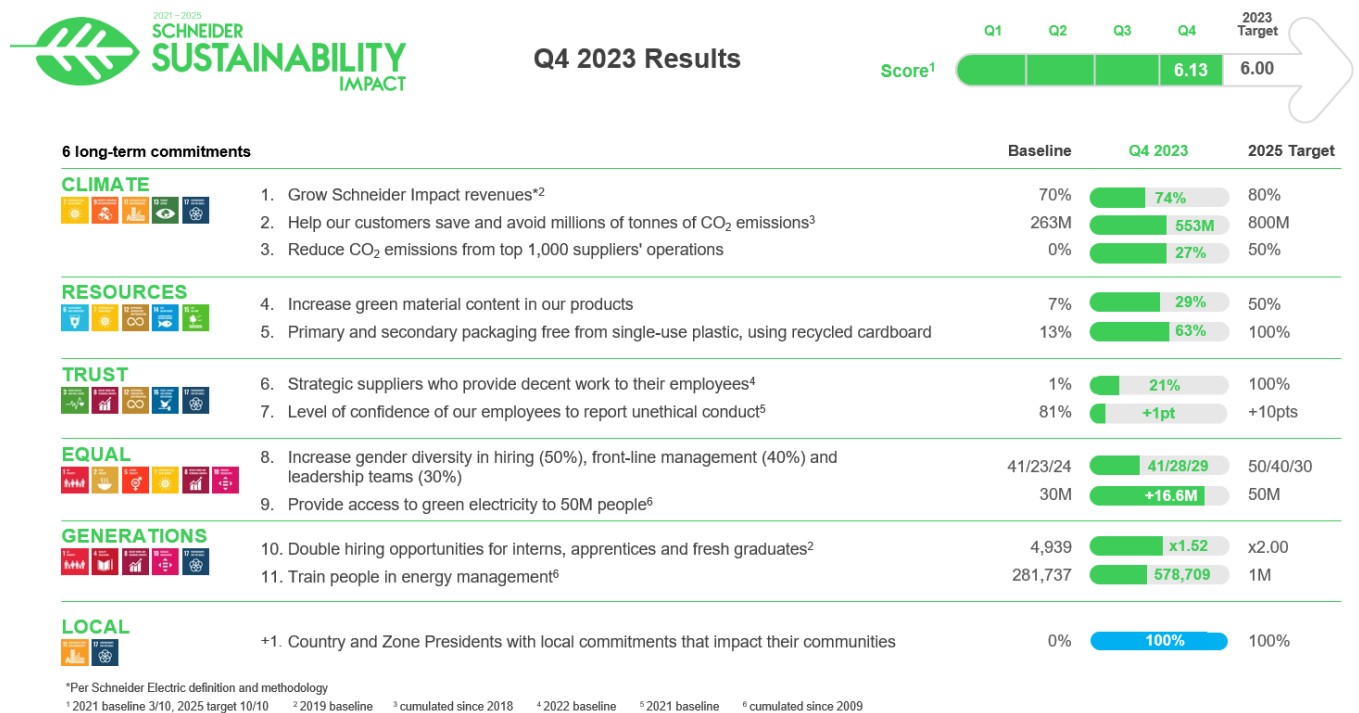 2021 – 2025
SCHNEIDER
SUSTAINABILITY
IMPACT
Q4 2023 Results
Q1 Q2 Q3 Q4 2023 Target
Score1 6.13 6.00
6 long-term commitments Baseline Q4 2023 2025 Target
CLIMATE
1. Grow Schneider Impact revenues*2 70% 74% 80%
2. Help our customers save and avoid millions of tonnes of CO2 emissions3 263M 553M 800M
3. Reduce CO2 emissions from top 1,000 suppliers' operations 0% 27% 50%
RESOURCES
4. Increase green material content in our products 7% 29% 50%
5. Primary and secondary packaging free from single-use plastic, using recycled cardboard 13% 63% 100%
TRUST
6. Strategic suppliers who provide decent work to their employees4 1% 21% 100%
7. Level of confidence of our employees to report unethical conduct5 81% +1pt +10pts
EQUAL
8. Increase gender diversity in hiring (50%), front-line management (40%) and
leadership teams (30%) 41/23/24 41/28/29 50/40/30
9. Provide access to green electricity to 50M people6 30M +16.6M 50M
GENERATIONS
10. Double hiring opportunities for interns, apprentices and fresh graduates2 4,939 x1.52 x2.00
11. Train people in energy management6 281,737 578,709 1M
LOCAL
+1. Country and Zone Presidents with local commitments that impact their communities 0% 100% 100%
*Per Schneider Electric definition and methodology
1 2021 baseline 3/10, 2025 target 10/10 2 2019 baseline 3 cumulated since 2018 4 2022 baseline 5 2021 baseline 6 cumulated since 2009